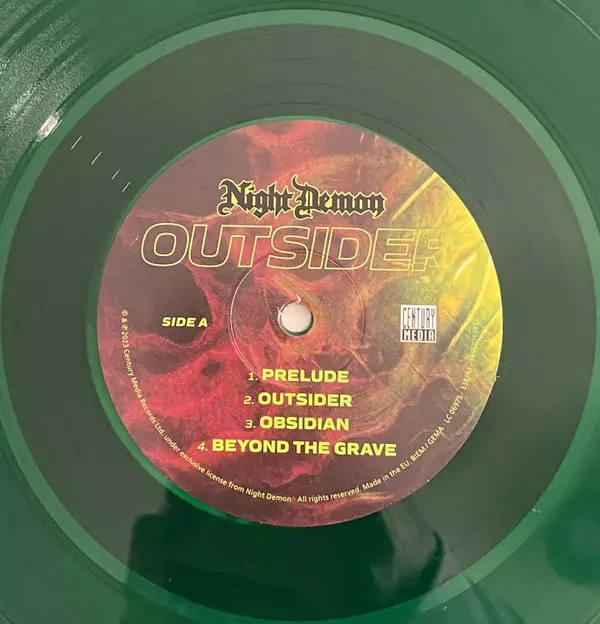 Night Demon
OUTSIDER
SIDE A
CENTURY
MEDIA
1. PRELUDE
2. OUTSIDER
3. OBSIDIAN
4. BEYOND THE GRAVE
℗ & ©2023 Century Media Records Ltd. under exclusive license from Night Demon. All rights reserved. Made in the EU. BIEM/GEMA. LC 06975.